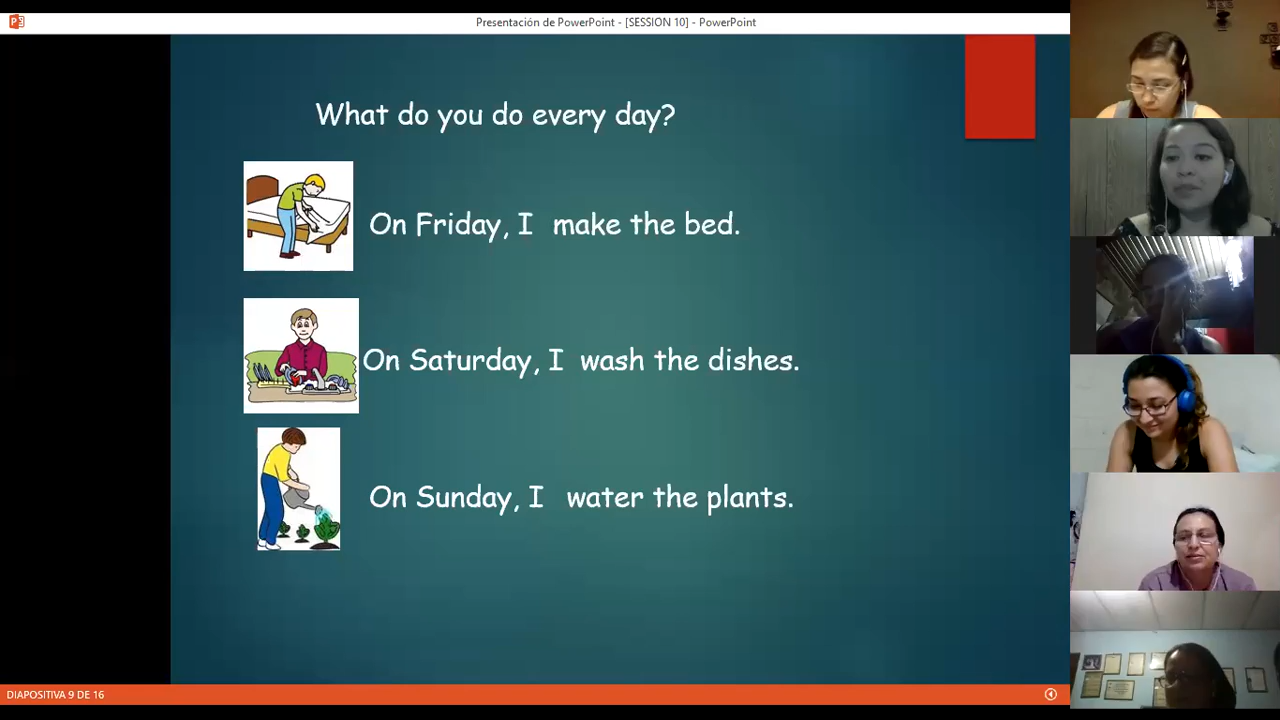 Presentación de PowerPoint - [SESSION 10] - PowerPoint
What do you do every day?
On Friday, I make the bed.
On Saturday, I wash the dishes.
On Sunday, I water the plants.
DIAPOSITIVA 9 DE 16